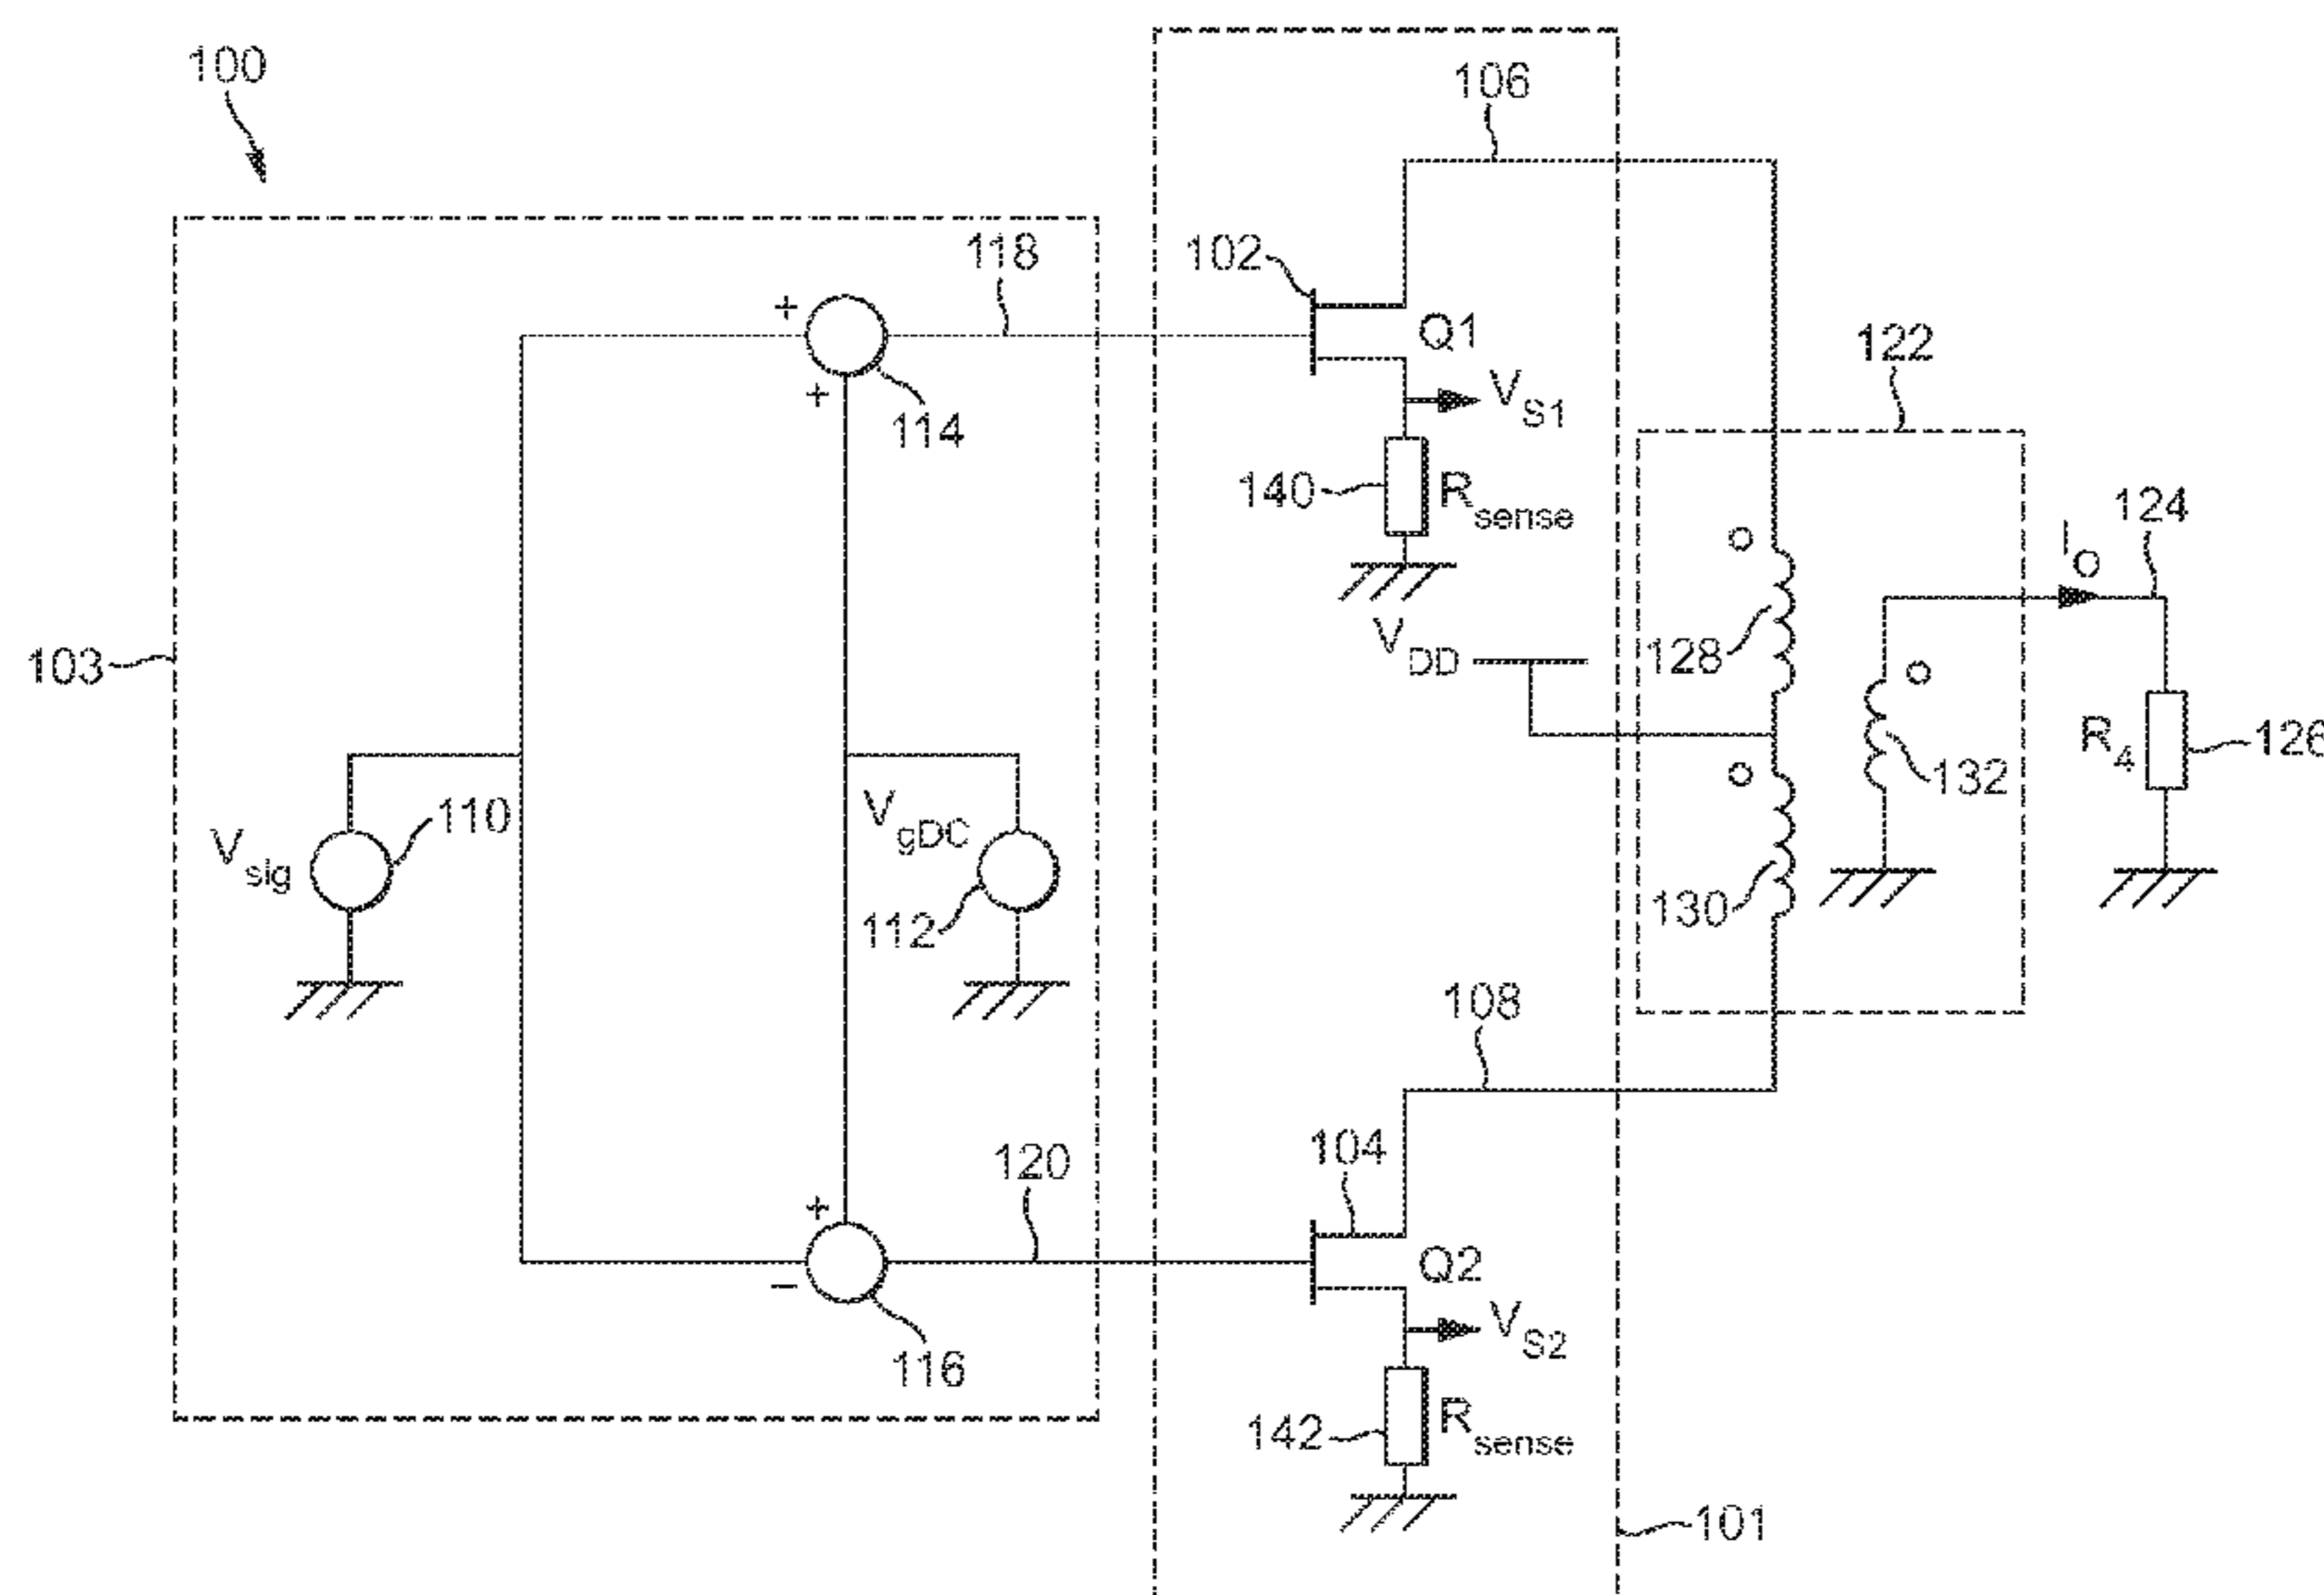 100
106
118
102
+
Q1
122
+
V S1
114
140
R sense
124
I O
V DD
128
103
R 4
126
132
V gDC
110
V sig
130
112
108
104
120
+
Q2
−
V S2
116
142
R sense
101